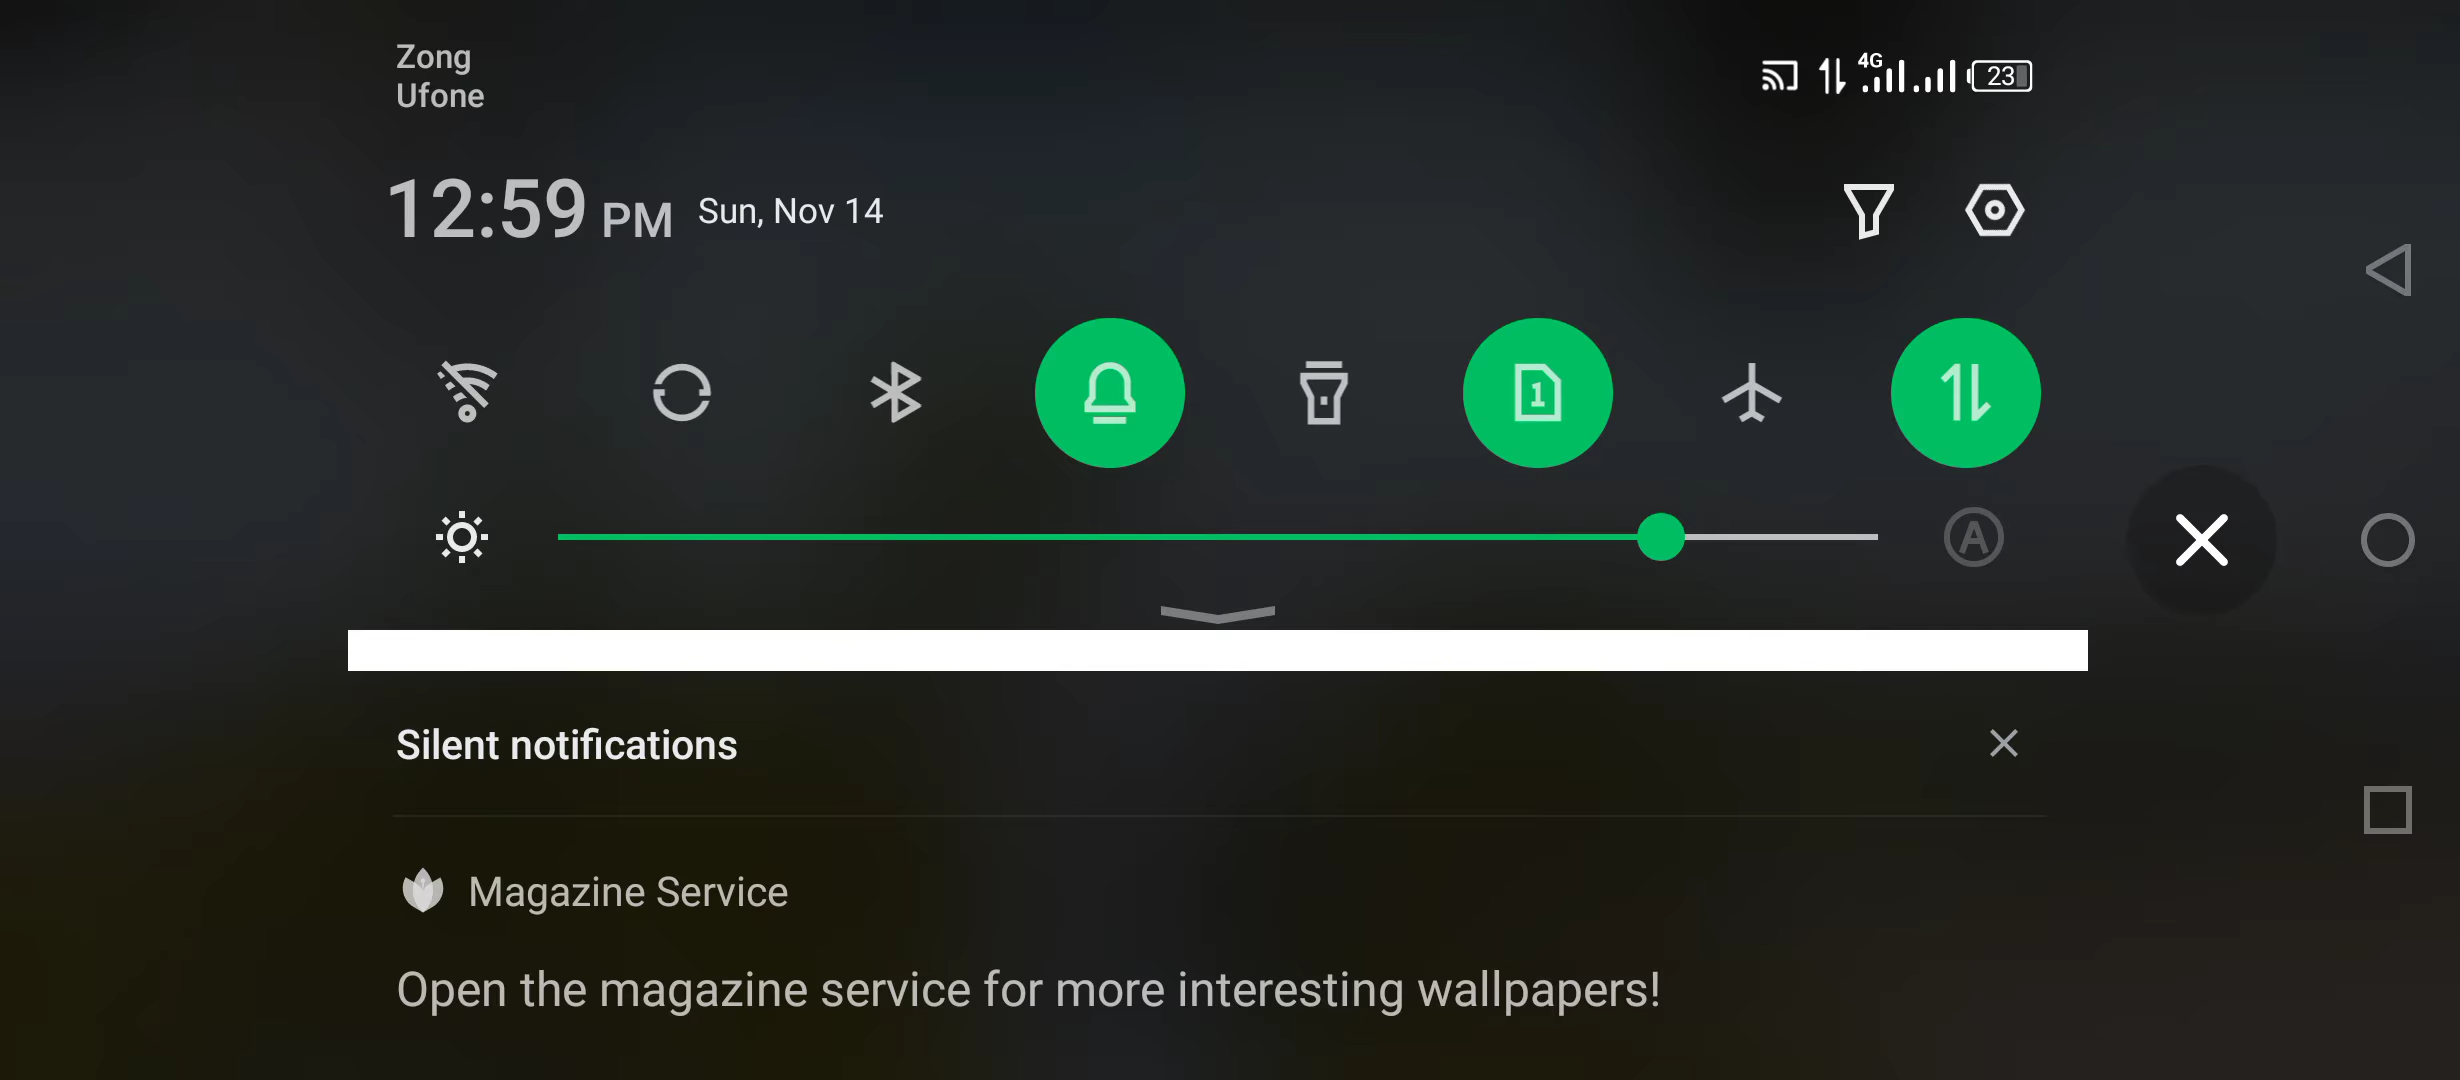 Zong
Ufone
4G
23
12:59 PM Sun, Nov 14
1
A
Silent notifications
Magazine Service
Open the magazine service for more interesting wallpapers!